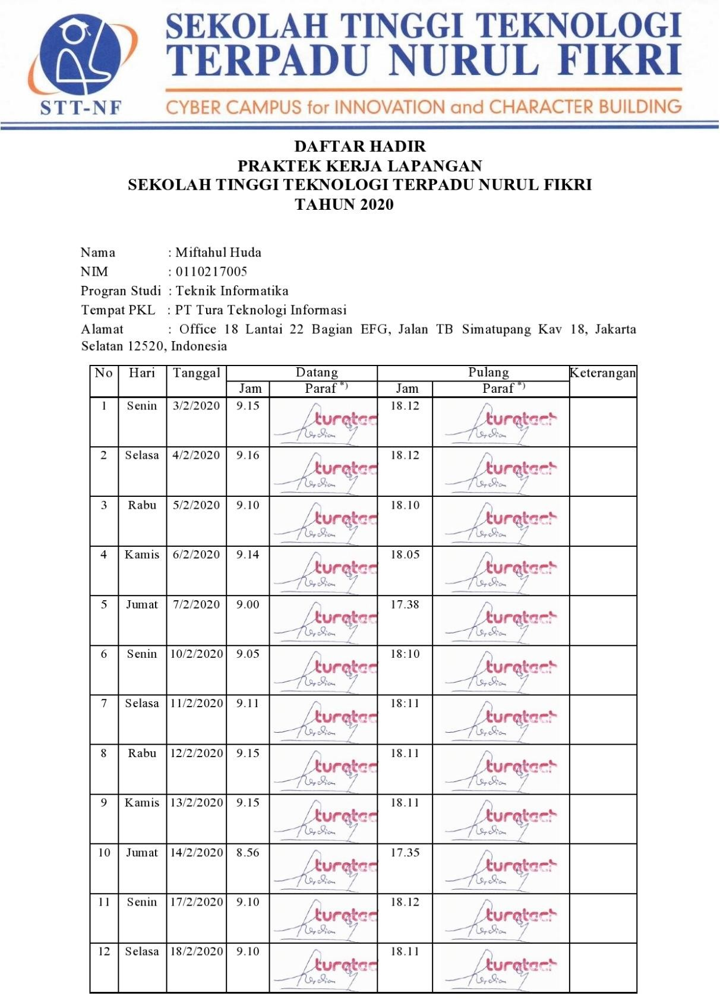 SEKOLAH TINGGI TEKNOLOGI
TERPADU NURUL FIKRI
STT-NF
CYBER CAMPUS for INNOVATION and CHARACTER BUILDING
DAFTAR HADIR
PRAKTEK KERJA LAPANGAN
SEKOLAH TINGGI TEKNOLOGI TERPADU NURUL FIKRI
TAHUN 2020
Nama : Miftahul Huda
NIM : 0110217005
Progran Studi : Teknik Informatika
Tempat PKL : PT Tura Teknologi Informasi
Alamat : Office 18 Lantai 22 Bagian EFG, Jalan TB Simatupang Kav 18, Jakarta
Selatan 12520, Indonesia
No Hari Tanggal Datang Pulang Keterangan
Jam Paraf *) Jam Paraf *)
1 Senin 3/2/2020 9.15 turatec 18.12 turatech
2 Selasa 4/2/2020 9.16 turatec 18.12 turatech
3 Rabu 5/2/2020 9.10 turatec 18.10 turatech
4 Kamis 6/2/2020 9.14 turatec 18.05 turatech
5 Jumat 7/2/2020 9.00 turatec 17.38 turatech
6 Senin 10/2/2020 9.05 turatec 18:10 turatech
7 Selasa 11/2/2020 9.11 turatec 18:11 turatech
8 Rabu 12/2/2020 9.15 turatec 18.11 turatech
9 Kamis 13/2/2020 9.15 turatec 18.11 turatech
10 Jumat 14/2/2020 8.56 turatec 17.35 turatech
11 Senin 17/2/2020 9.10 turatec 18.12 turatech
12 Selasa 18/2/2020 9.10 turatec 18.11 turatech